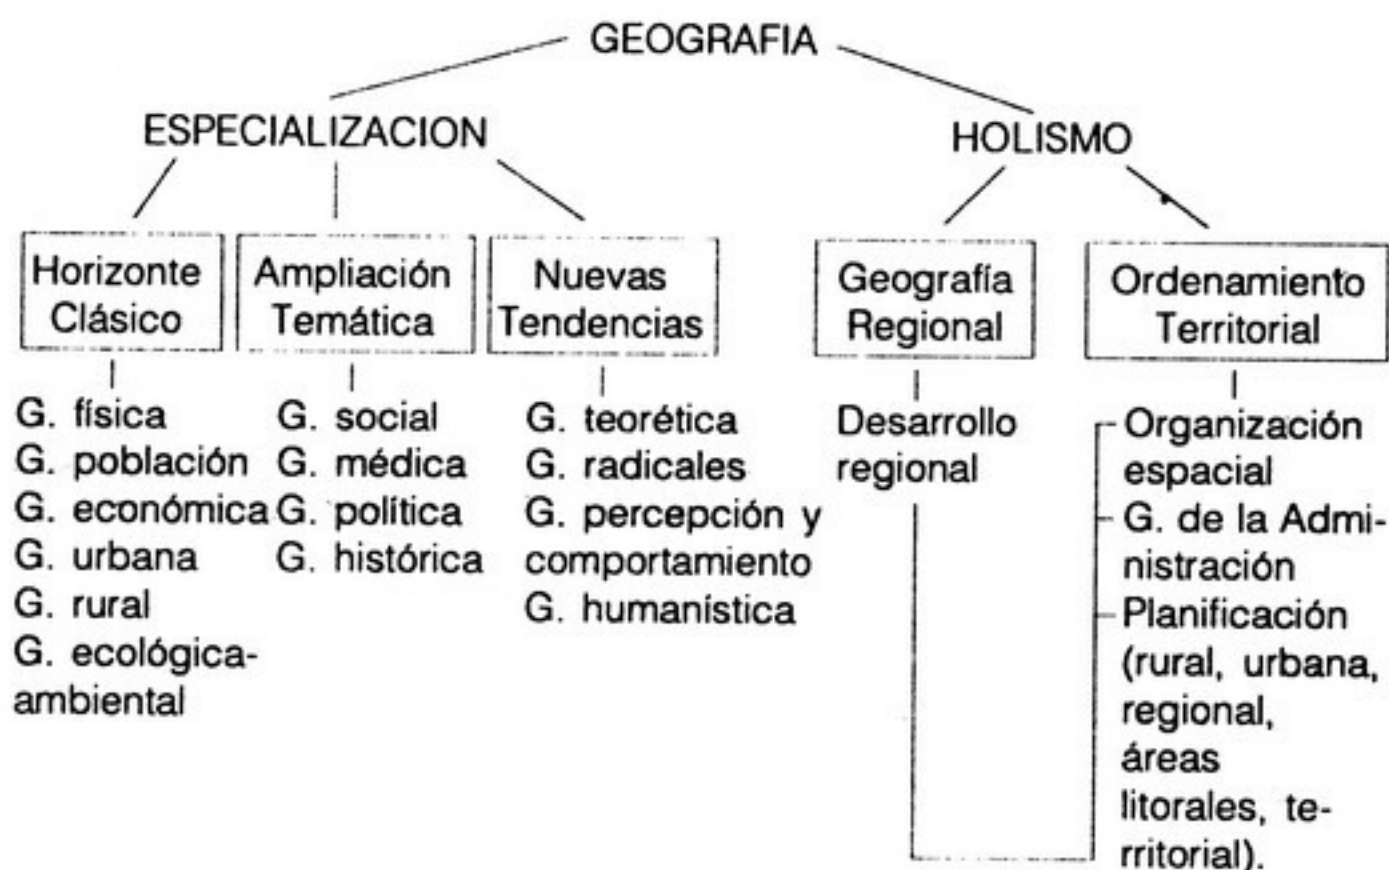 GEOGRAFIA
ESPECIALIZACION
HOLISMO
Horizonte
Clásico
G. física
G. población
G. económica
G. urbana
G. rural
G. ecológica-
ambiental
Ampliación
Temática
G. social
G. médica
G. política
G. histórica
Nuevas
Tendencias
G. teorética
G. radicales
G. percepción y
comportamiento
G. humanística
Geografía
Regional
Desarrollo
regional
Ordenamiento
Territorial
Organización
espacial
G. de la Admi-
nistración
Planificación
(rural, urbana,
regional,
áreas
litorales, te-
rritorial).